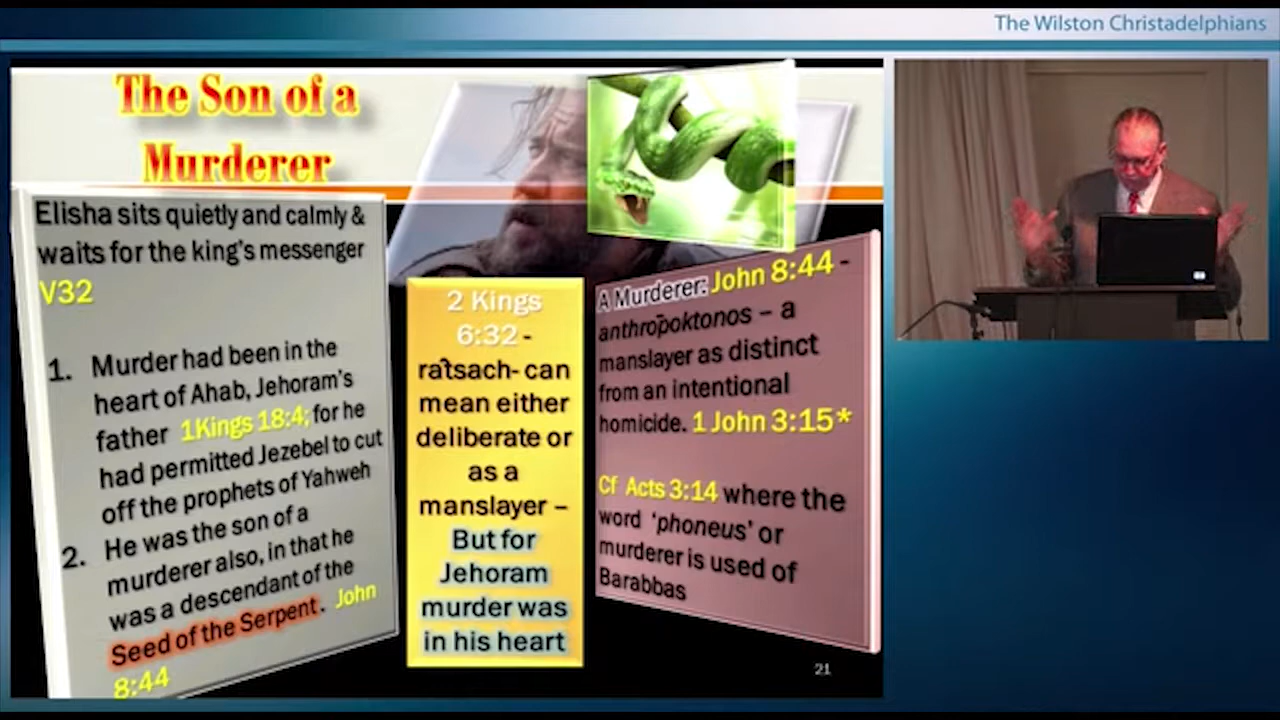 The Wilston Christadelphians
The Son of a
Murderer
Elisha sits quietly and calmly &
waits for the king's messenger
V32
1. Murder had been in the
heart of Ahab, Jehoram's
father 1Kings 18:4; for he
had permitted Jezebel to cut
off the prophets of Yahweh
2. He was the son of a
murderer also, in that he
was a descendant of the
Seed of the Serpent. John
8:44
2 Kings
6:32 -
ratsach- can
mean either
deliberate or
as a
manslayer –
But for
Jehoram
murder was
in his heart
A Murderer: John 8:44 -
anthrōpoktonos – a
manslayer as distinct
from an intentional
homicide. 1 John 3:15*
Cf Acts 3:14 where the
word 'phoneus' or
murderer is used of
Barabbas
21